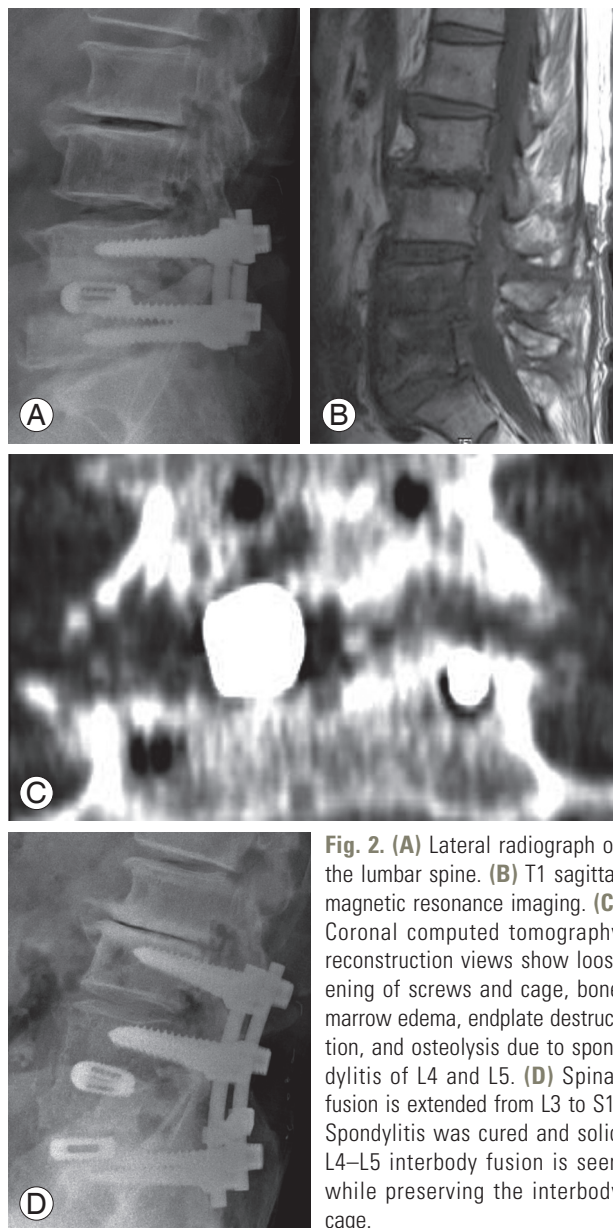 A
B
C
D
Fig. 2. (A) Lateral radiograph o
the lumbar spine. (B) T1 sagitta
magnetic resonance imaging. (C
Coronal computed tomography
reconstruction views show loos
ening of screws and cage, bone
marrow edema, endplate destruc
tion, and osteolysis due to spon
dylitis of L4 and L5. (D) Spina
fusion is extended from L3 to S1
Spondylitis was cured and solid
L4–L5 interbody fusion is seen
while preserving the interbody
cage.